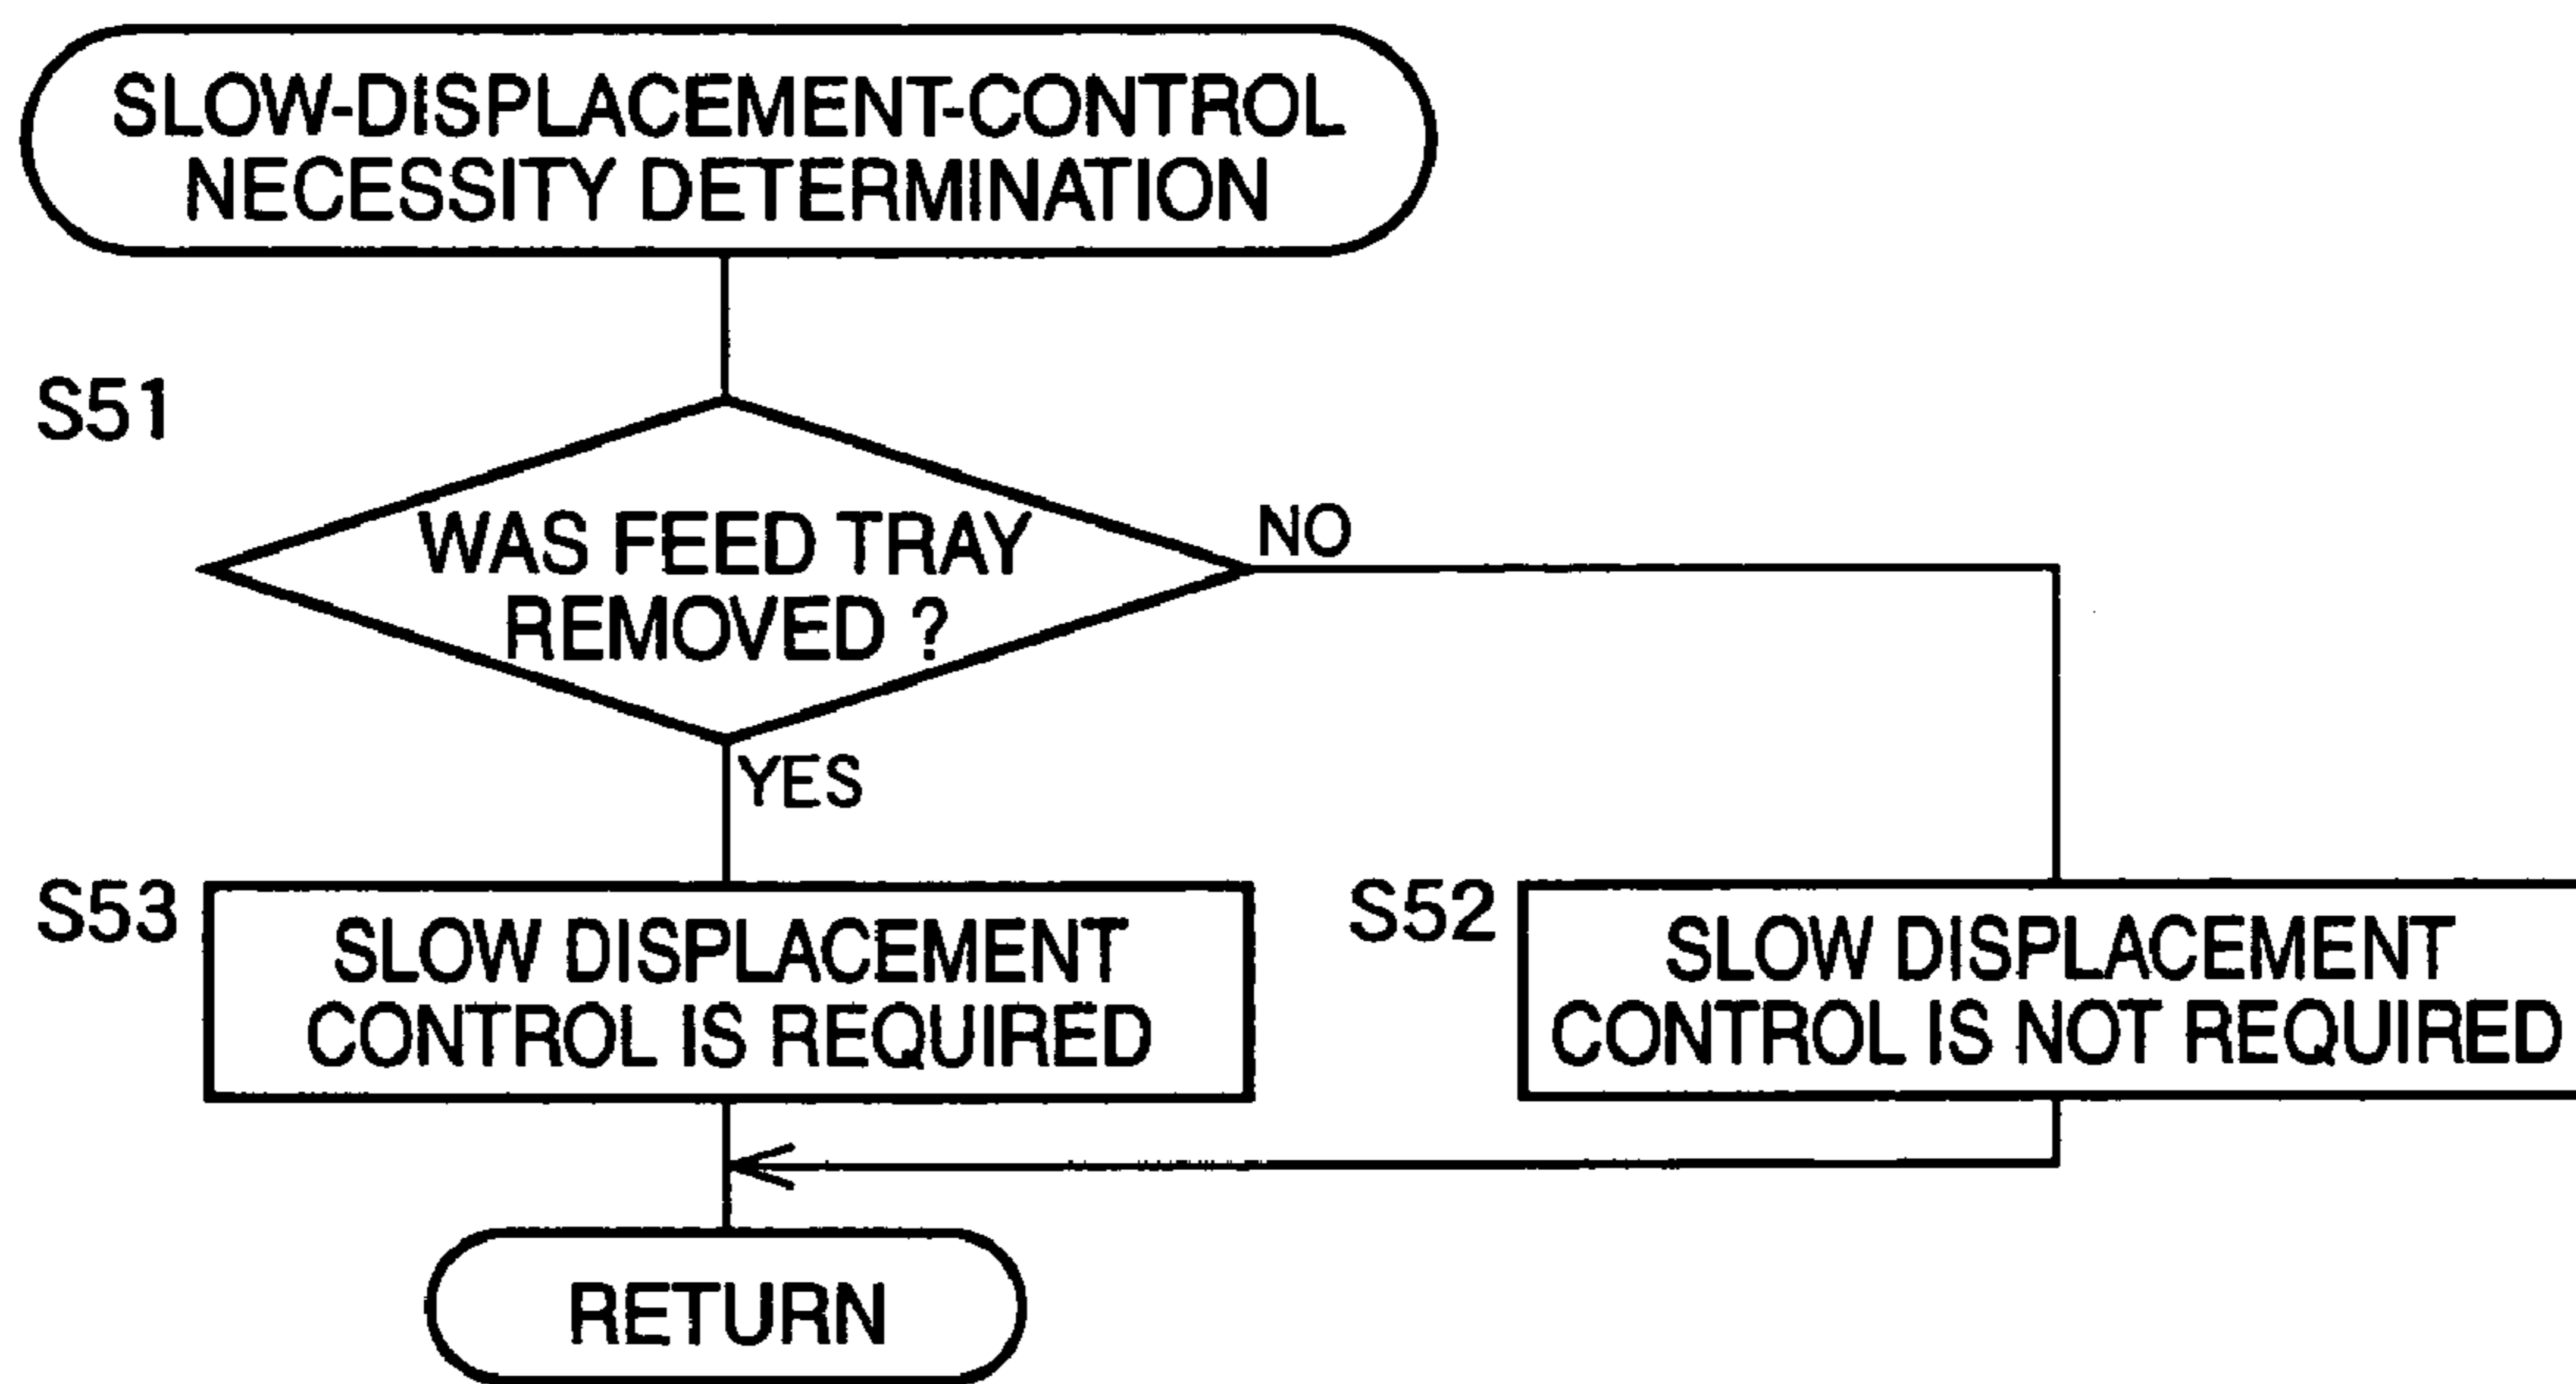 SLOW-DISPLACEMENT-CONTROL
NECESSITY DETERMINATION
S51
WAS FEED TRAY
REMOVED ?
NO
YES
S53
SLOW DISPLACEMENT
CONTROL IS REQUIRED
S52
SLOW DISPLACEMENT
CONTROL IS NOT REQUIRED
RETURN